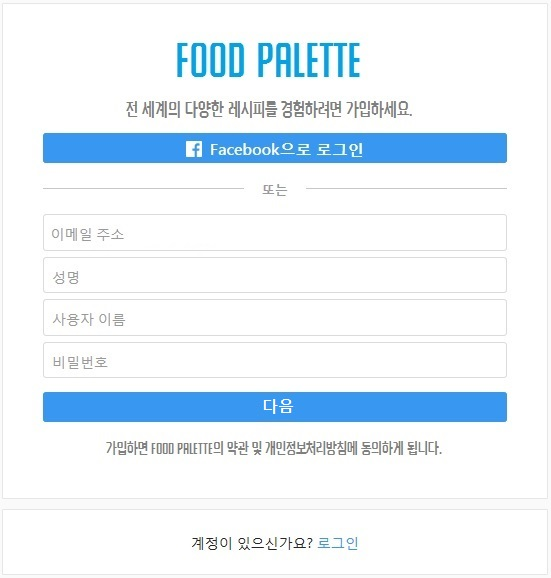 FOOD PALETTE
전 세계의 다양한 레시피를 경험하려면 가입하세요.
Facebook으로 로그인
또는
이메일 주소
성명
사용자 이름
비밀번호
다음
가입하면 FOOD PALETTE의 약관 및 개인정보처리방침에 동의하게 됩니다.
계정이 있으신가요? 로그인